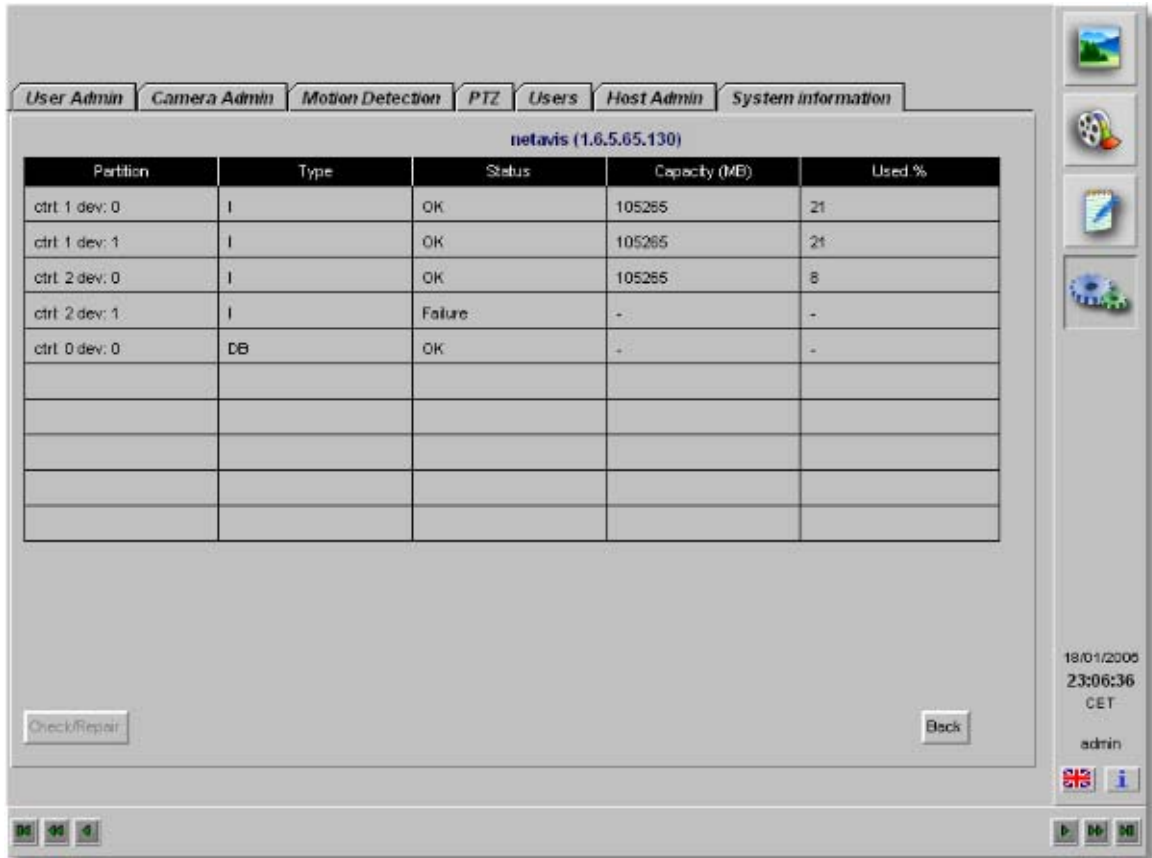 User Admin Camera Admin Motion Detection PTZ Users Host Admin System information
netavis (1.6.5.65.130)
Partition Type Status Capacity (MB) Used %
ctrl: 1 dev: 0 I OK 105265 21
ctrl: 1 dev: 1 I OK 105265 21
ctrl: 2 dev: 0 I OK 105265 8
ctrl: 2 dev: 1 I Failure - -
ctrl: 0 dev: 0 DB OK - -
18/01/2006
23:06:36
CET
Check/Repair Back
admin
i